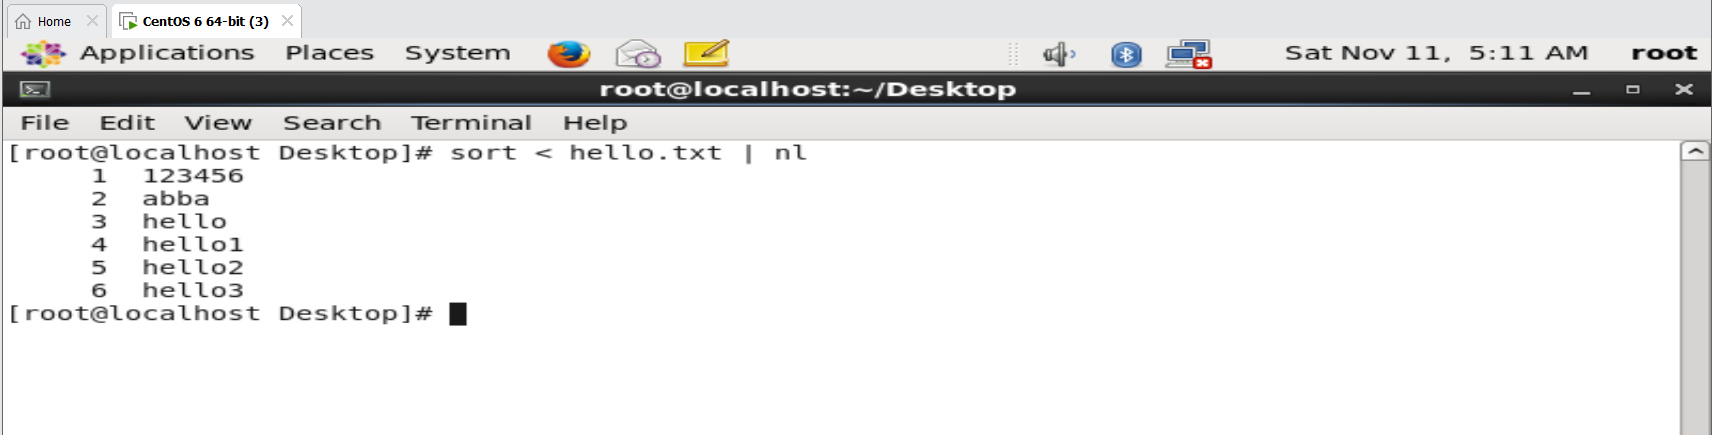 Home CentOS 6 64-bit (3)
Applications Places System Sat Nov 11, 5:11 AM root
root@localhost:~/Desktop
File Edit View Search Terminal Help
[root@localhost Desktop]# sort < hello.txt | nl
1 123456
2 abba
3 hello
4 hello1
5 hello2
6 hello3
[root@localhost Desktop]#